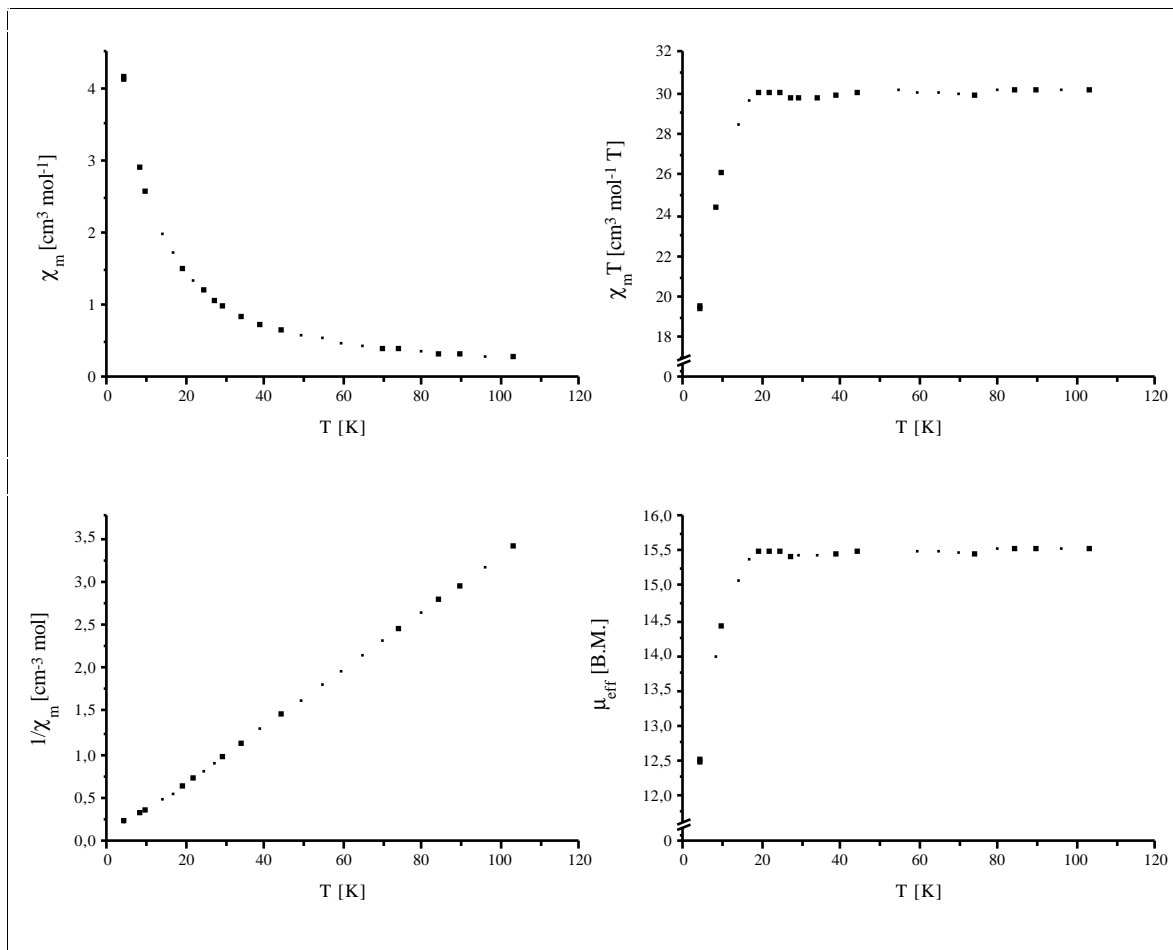 χm [cm3 mol-1]
4
3
2
1
0
0 20 40 60 80 100 120
T [K]
χmT [cm3 mol-1 T]
32
30
28
26
24
22
20
18
0
0 20 40 60 80 100 120
T [K]
1/χm [cm-3 mol]
3,5
3,0
2,5
2,0
1,5
1,0
0,5
0,0
0 20 40 60 80 100 120
T [K]
μeff [B.M.]
16,0
15,5
15,0
14,5
14,0
13,5
13,0
12,5
12,0
0
0 20 40 60 80 100 120
T [K]